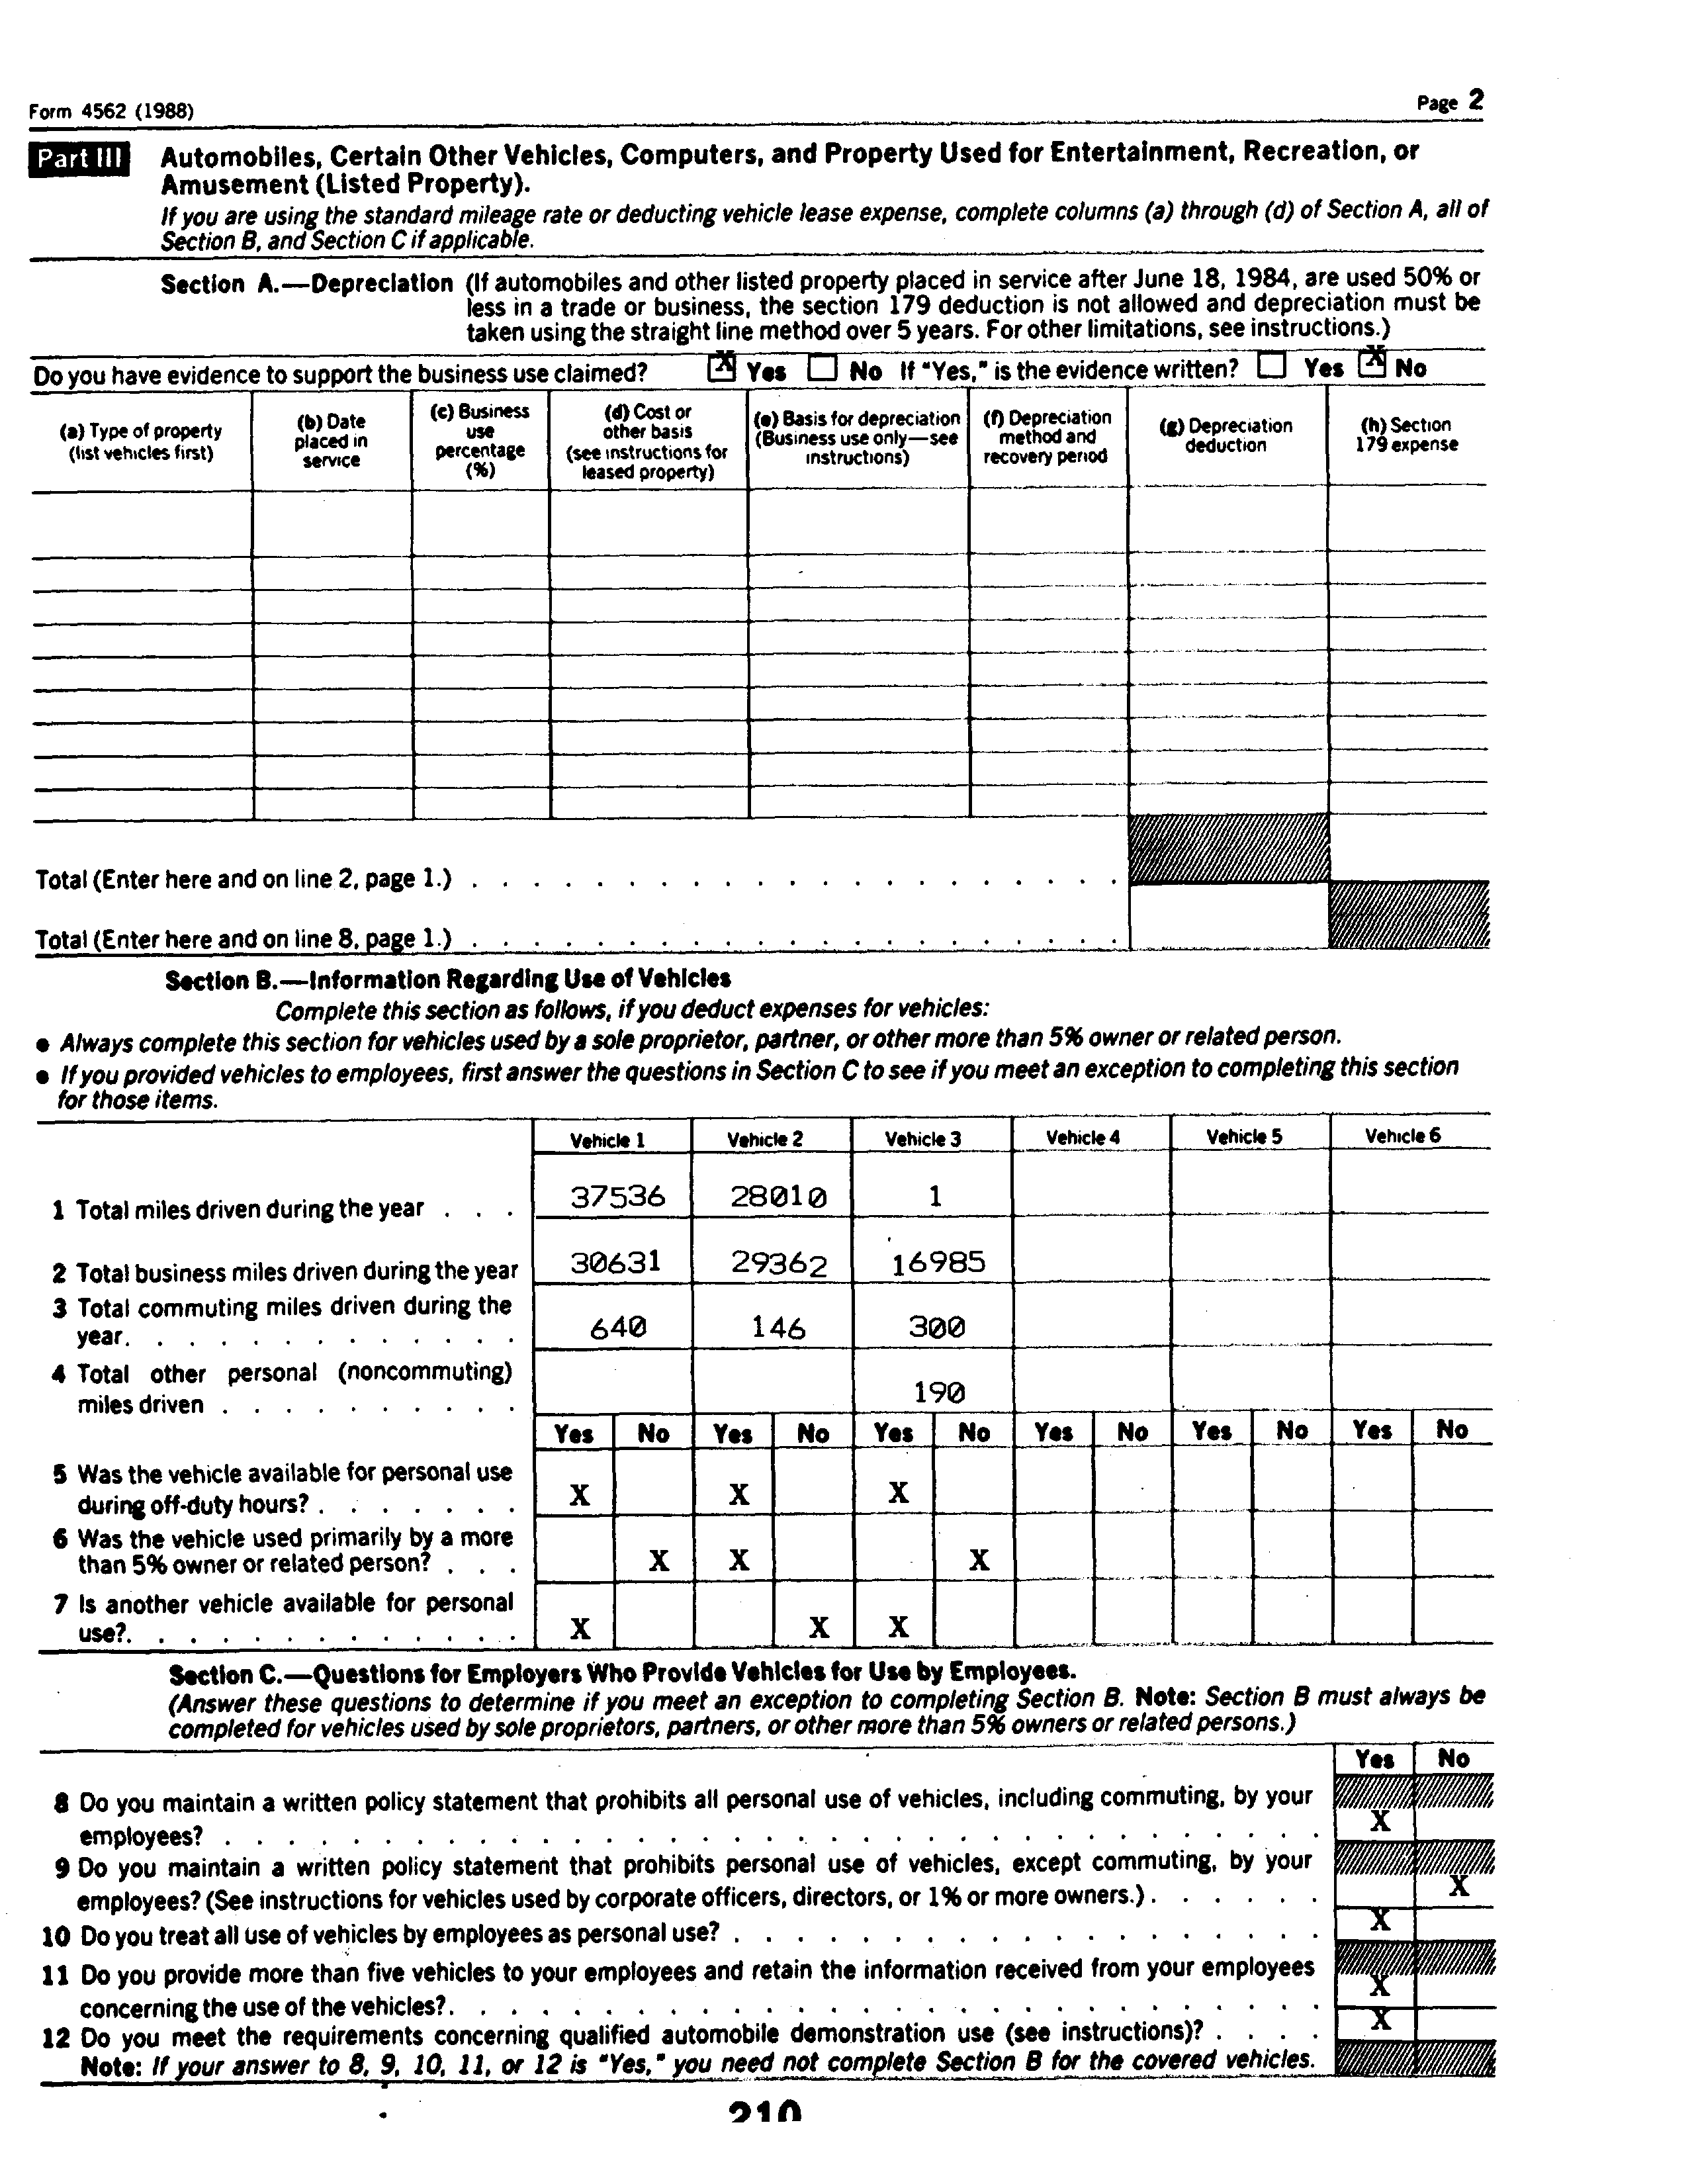 Form 4562 (1988)
Page 2
Part III
Automobiles, Certain Other Vehicles, Computers, and Property Used for Entertainment, Recreation, or
Amusement (Listed Property).
If you are using the standard mileage rate or deducting vehicle lease expense, complete columns (a) through (d) of Section A, all of
Section B, and Section C if applicable.
Section A.—Depreciation (If automobiles and other listed property placed in service after June 18, 1984, are used 50% or
less in a trade or business, the section 179 deduction is not allowed and depreciation must be
taken using the straight line method over 5 years. For other limitations, see instructions.)
Do you have evidence to support the business use claimed? X Yes No If "Yes," is the evidence written? Yes X No
(a) Type of property
(list vehicles first)
(b) Date
placed in
service
(c) Business
use
percentage
(%)
(d) Cost or
other basis
(see instructions for
leased property)
(e) Basis for depreciation
(Business use only—see
instructions)
(f) Depreciation
method and
recovery period
(g) Depreciation
deduction
(h) Section
179 expense
Total (Enter here and on line 2, page 1.) . . . . . . . . . . . . . . . . . . . . .
Total (Enter here and on line 8, page 1.) . . . . . . . . . . . . . . . . . . . . .
Section B.—Information Regarding Use of Vehicles
Complete this section as follows, if you deduct expenses for vehicles:
● Always complete this section for vehicles used by a sole proprietor, partner, or other more than 5% owner or related person.
● If you provided vehicles to employees, first answer the questions in Section C to see if you meet an exception to completing this section
for those items.
Vehicle 1 Vehicle 2 Vehicle 3 Vehicle 4 Vehicle 5 Vehicle 6
1 Total miles driven during the year . . . 37536 28010 1
2 Total business miles driven during the year 30631 29362 16985
3 Total commuting miles driven during the
year. . . . . . . . . . . . . 640 146 300
4 Total other personal (noncommuting)
miles driven . . . . . . . . . . 190
Yes No Yes No Yes No Yes No Yes No Yes No
5 Was the vehicle available for personal use
during off-duty hours? . . . . . . . X X X
6 Was the vehicle used primarily by a more
than 5% owner or related person? . . . X X X
7 Is another vehicle available for personal
use?. . . . . . . . . . . . . X X X
Section C.—Questions for Employers Who Provide Vehicles for Use by Employees.
(Answer these questions to determine if you meet an exception to completing Section B. Note: Section B must always be
completed for vehicles used by sole proprietors, partners, or other more than 5% owners or related persons.)
Yes No
8 Do you maintain a written policy statement that prohibits all personal use of vehicles, including commuting, by your
employees? . . . . . . . . . . . . . . . . . . . . . . . . . . . . . . . . . . . X
9 Do you maintain a written policy statement that prohibits personal use of vehicles, except commuting, by your
employees? (See instructions for vehicles used by corporate officers, directors, or 1% or more owners.) . . . . . . X
10 Do you treat all use of vehicles by employees as personal use? . . . . . . . . . . . . . . . . . . . X
11 Do you provide more than five vehicles to your employees and retain the information received from your employees
concerning the use of the vehicles?. . . . . . . . . . . . . . . . . . . . . . . . . . . . X
12 Do you meet the requirements concerning qualified automobile demonstration use (see instructions)? . . . . X
Note: If your answer to 8, 9, 10, 11, or 12 is "Yes," you need not complete Section B for the covered vehicles.
210